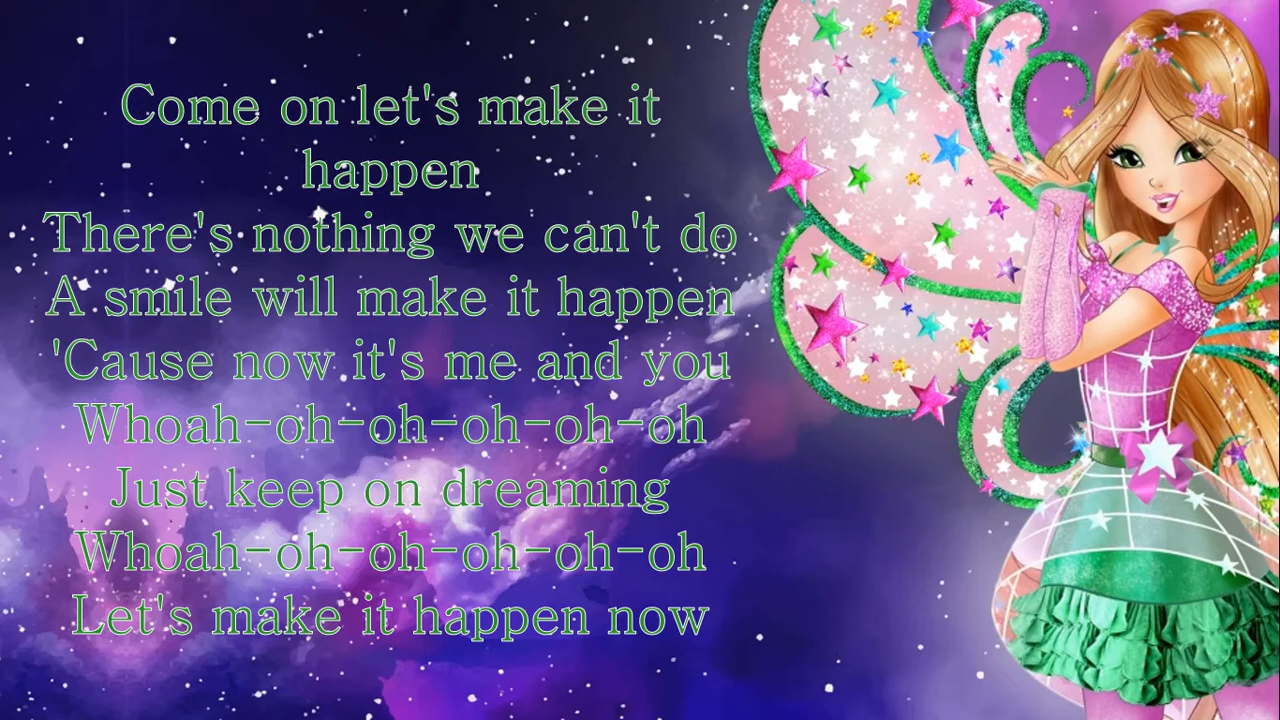 Come on let's make it
happen
There's nothing we can't do
A smile will make it happen
'Cause now it's me and you
Whoah-oh-oh-oh-oh-oh
Just keep on dreaming
Whoah-oh-oh-oh-oh-oh
Let's make it happen now